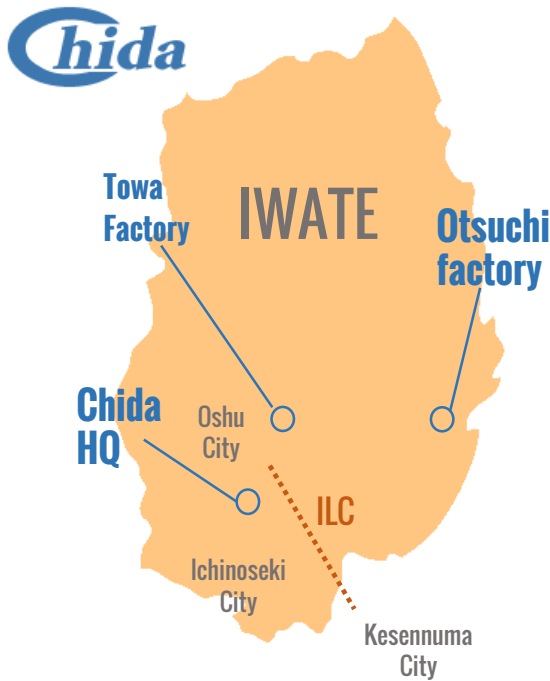 Chida
Towa
Factory
IWATE
Otsuchi
factory
Chida
HQ
Oshu
City
ILC
Ichinoseki
City
Kesennuma
City